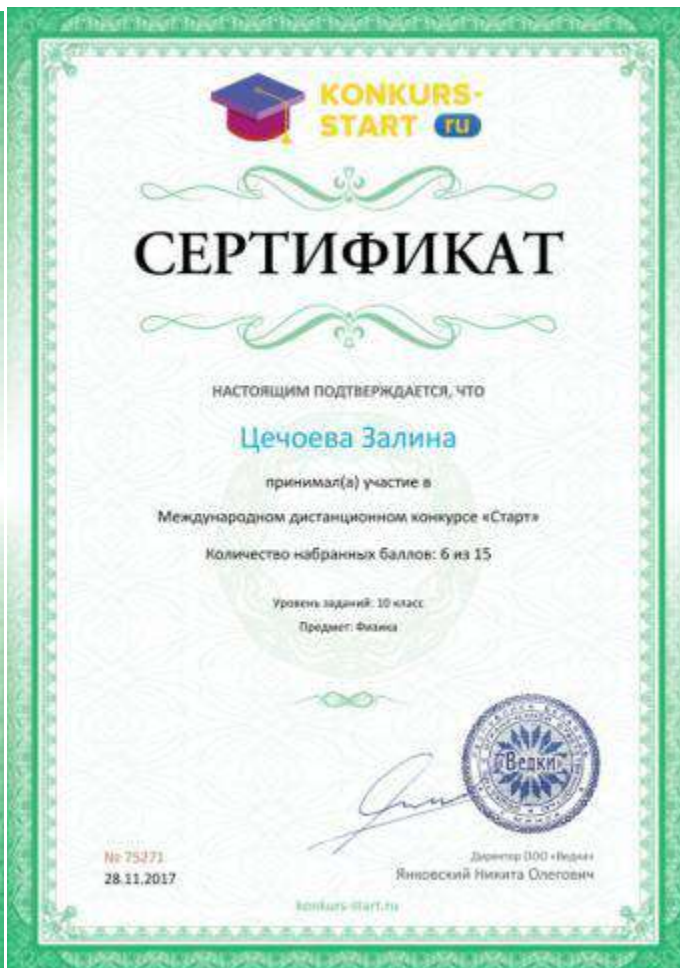 KONKURS-
START ru
СЕРТИФИКАТ
НАСТОЯЩИМ ПОДТВЕРЖДАЕТСЯ, ЧТО
Цечоева Залина
принимал(а) участие в
Международном дистанционном конкурсе «Старт»
Количество набранных баллов: 6 из 15
Уровень заданий: 10 класс
Предмет: Физика
«Ведки»
№ 75271
28.11.2017
Директор ООО «Ведки»
Янковский Никита Олегович
konkurs-start.ru